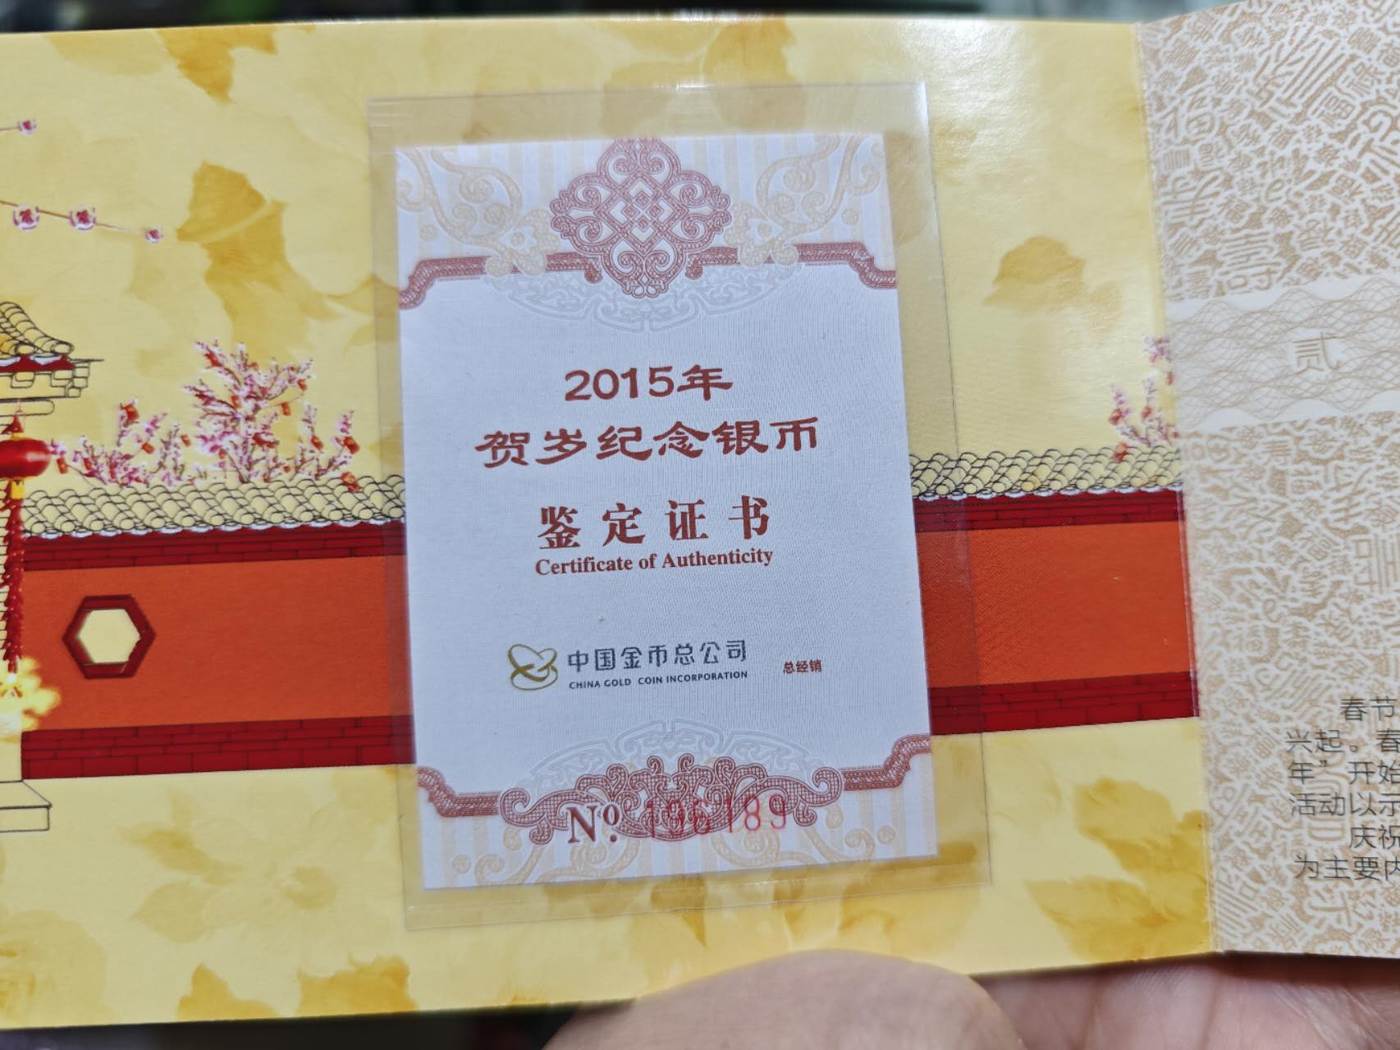 2015年
贺岁纪念银币
鉴定证书
Certificate of Authenticity
中国金币总公司
CHINA GOLD COIN INCORPORATION
总经销
Nº. 196189
贰
春节
兴起。春
年”开始
活动以示
庆祝
为主要内